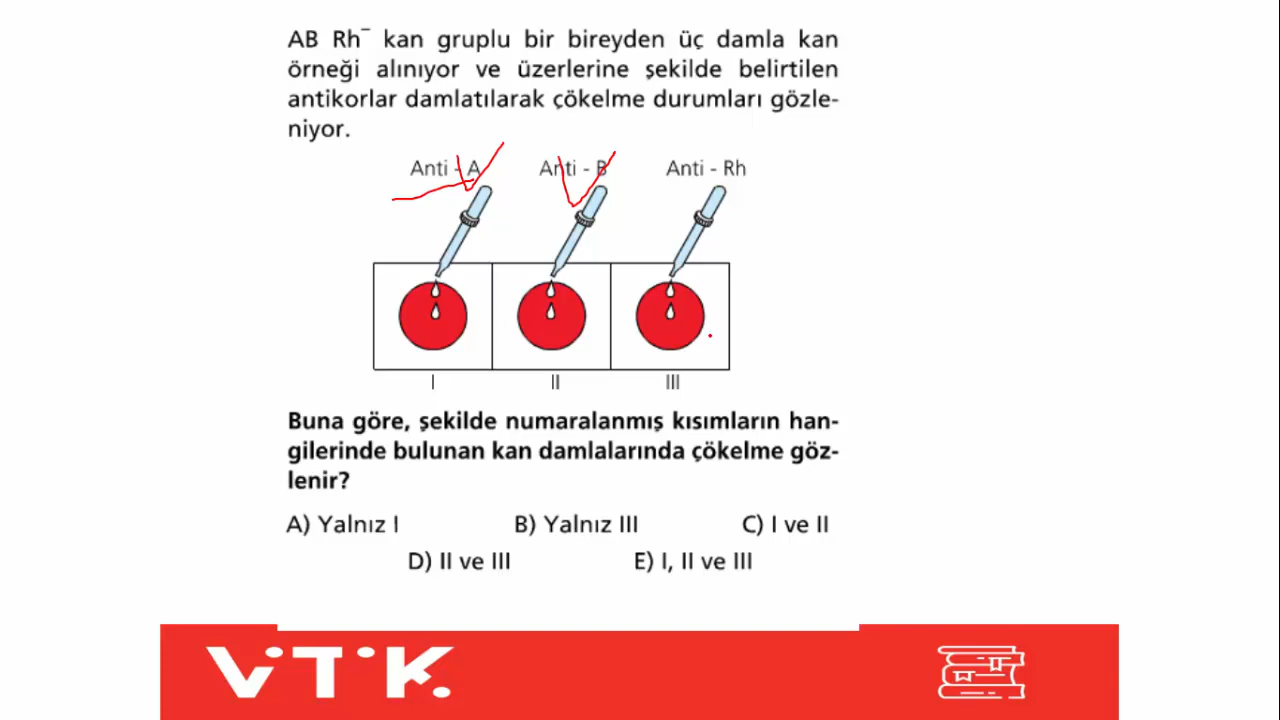 AB Rh⁻ kan gruplu bir bireyden üç damla kan
örneği alınıyor ve üzerlerine şekilde belirtilen
antikorlar damlatılarak çökelme durumları gözle-
niyor.
Anti - A Anti - B Anti - Rh
I II III
Buna göre, şekilde numaralanmış kısımların han-
gilerinde bulunan kan damlalarında çökelme göz-
lenir?
A) Yalnız I B) Yalnız III C) I ve II
D) II ve III E) I, II ve III
VİTİK